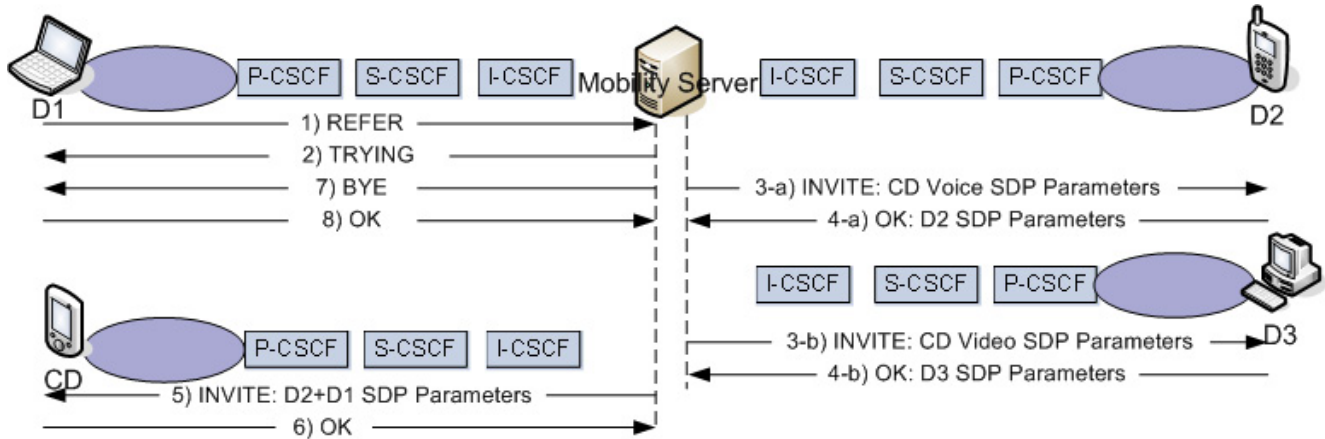 P-CSCF S-CSCF I-CSCF Mobility Server I-CSCF S-CSCF P-CSCF
D1
D2
1) REFER
2) TRYING
7) BYE
8) OK
3-a) INVITE: CD Voice SDP Parameters
4-a) OK: D2 SDP Parameters
I-CSCF S-CSCF P-CSCF
D3
3-b) INVITE: CD Video SDP Parameters
4-b) OK: D3 SDP Parameters
P-CSCF S-CSCF I-CSCF
CD
5) INVITE: D2+D1 SDP Parameters
6) OK